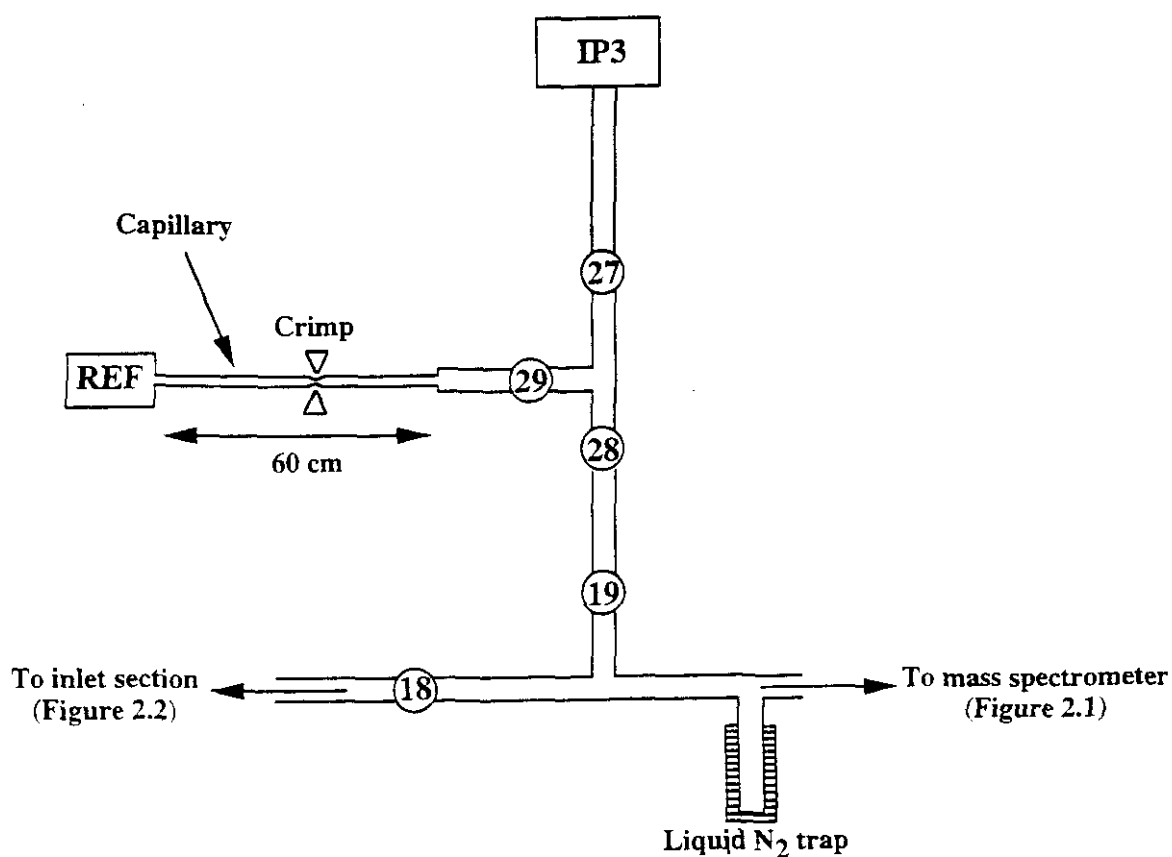 IP3
Capillary
27
Crimp
REF
29
60 cm
28
19
To inlet section
(Figure 2.2)
18
To mass spectrometer
(Figure 2.1)
Liquid N2 trap